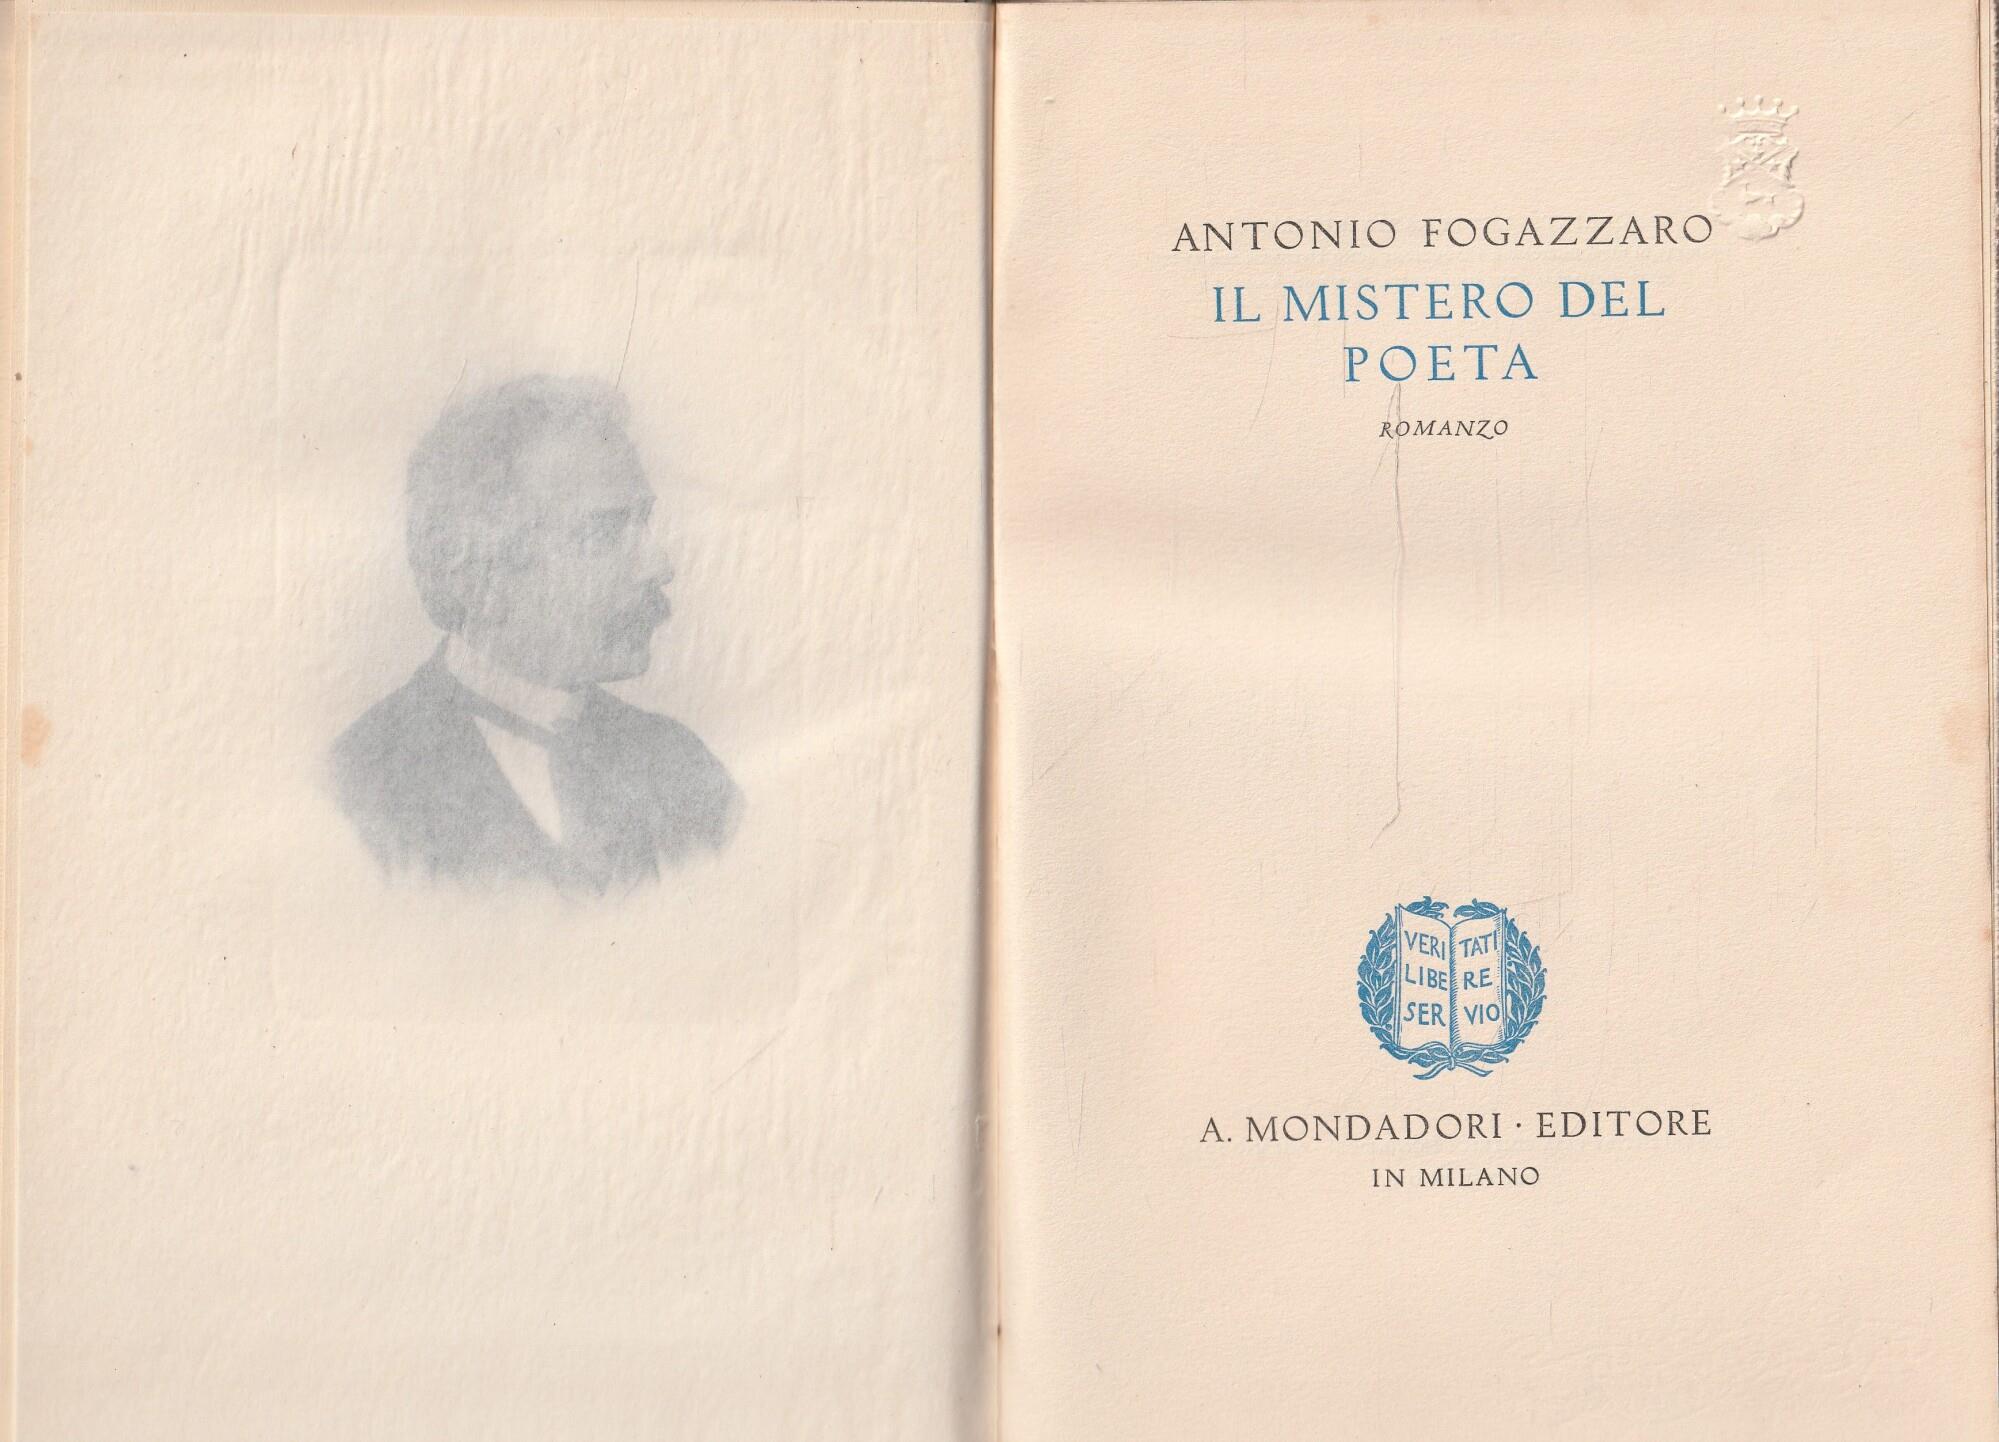 ANTONIO FOGAZZARO
IL MISTERO DEL
POETA
ROMANZO
VERI TATI
LIBE RE
SER VIO
A. MONDADORI · EDITORE
IN MILANO